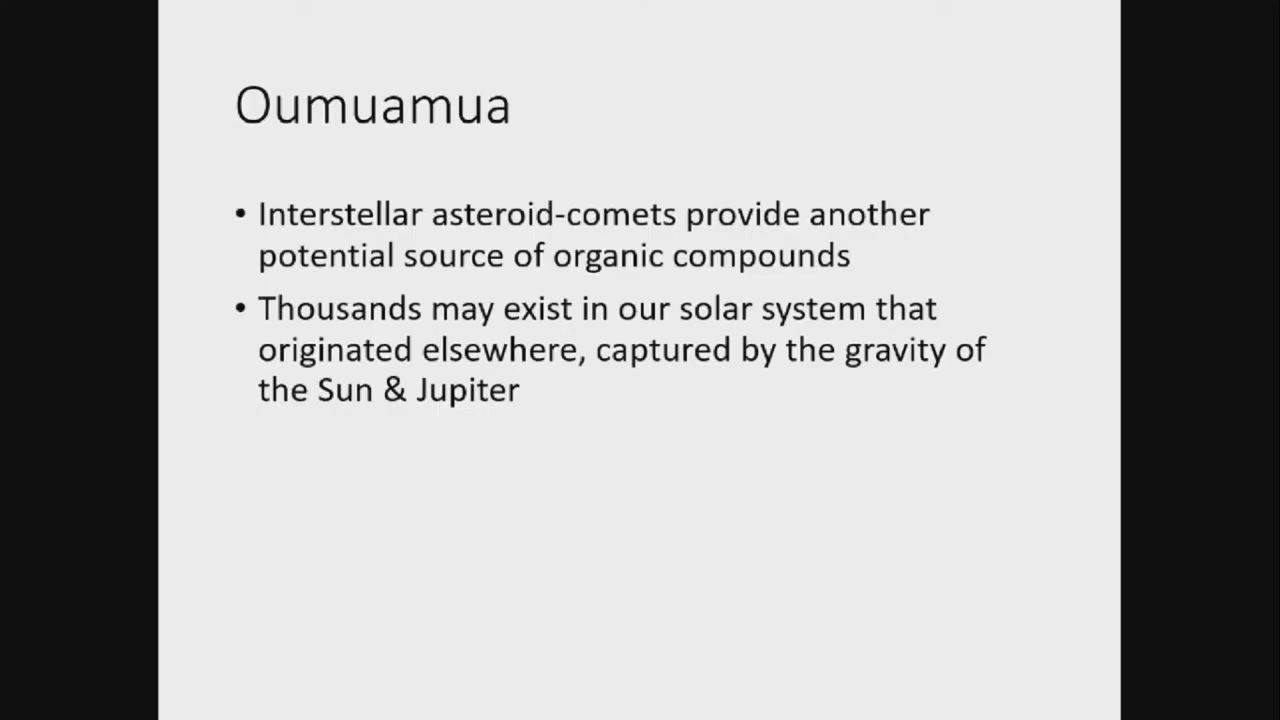 Oumuamua
• Interstellar asteroid-comets provide another
potential source of organic compounds
• Thousands may exist in our solar system that
originated elsewhere, captured by the gravity of
the Sun & Jupiter